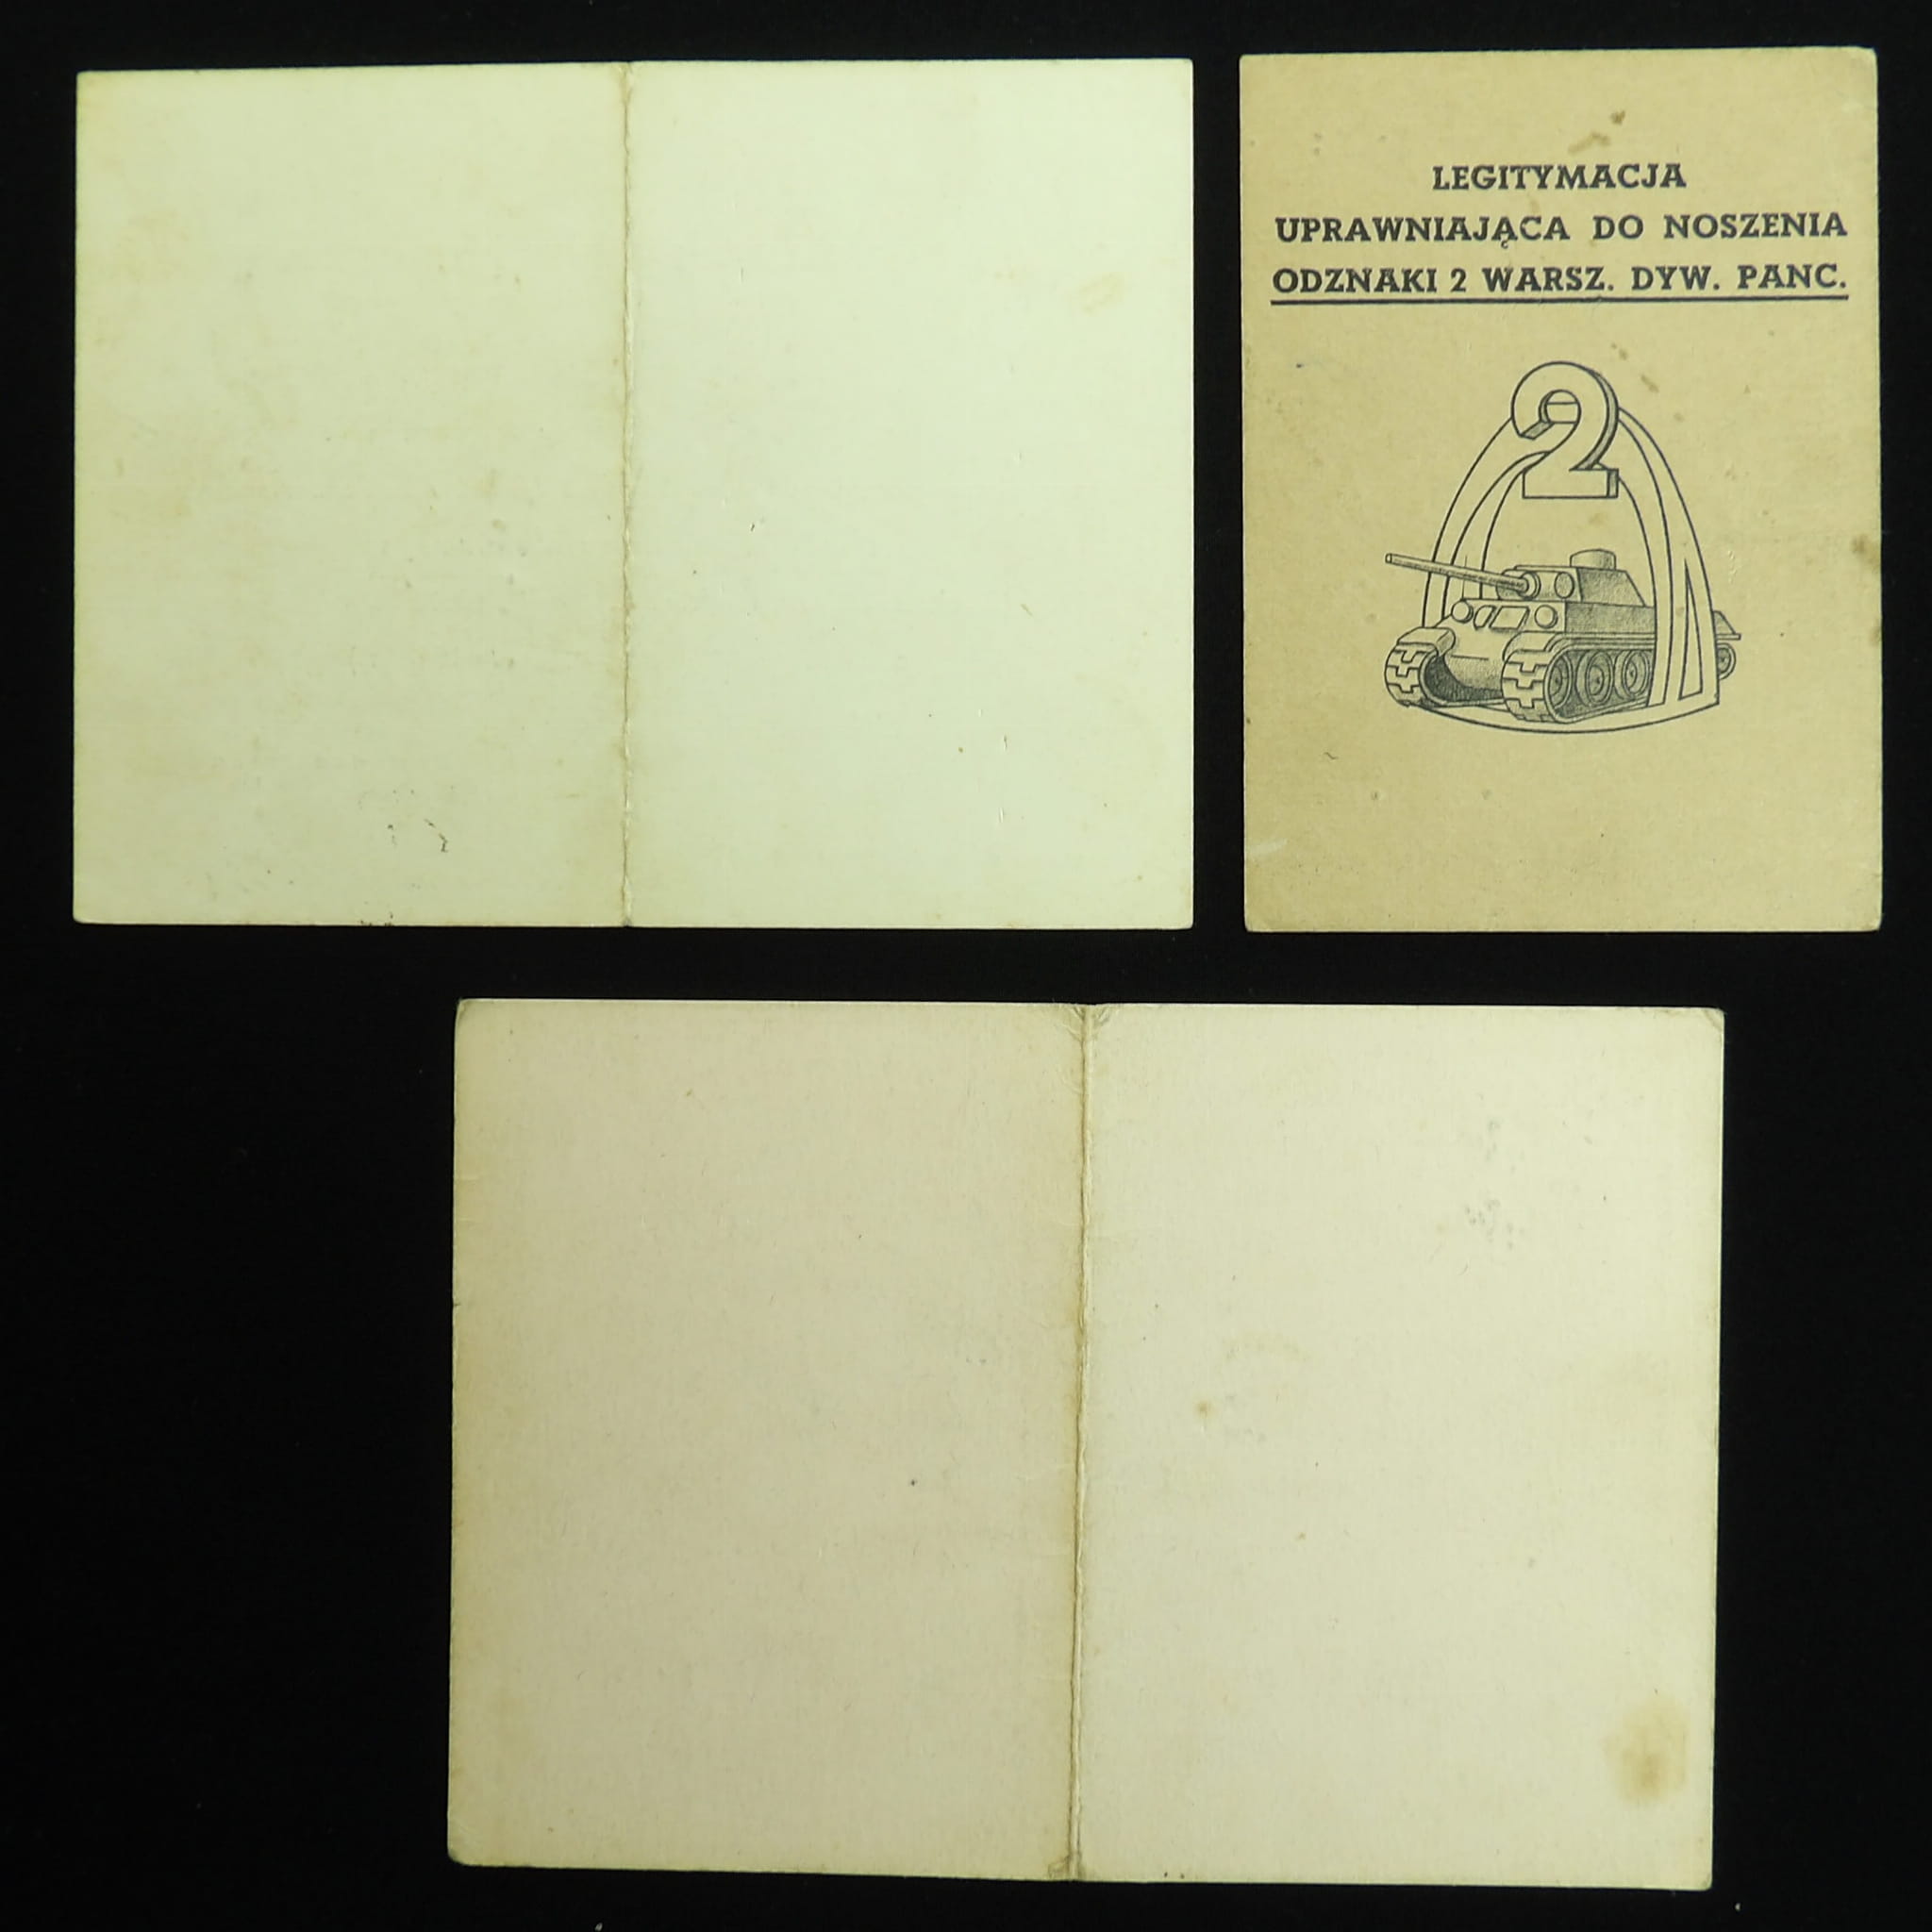 LEGITYMACJA
UPRAWNIAJĄCA DO NOSZENIA
ODZNAKI 2 WARSZ. DYW. PANC.
2